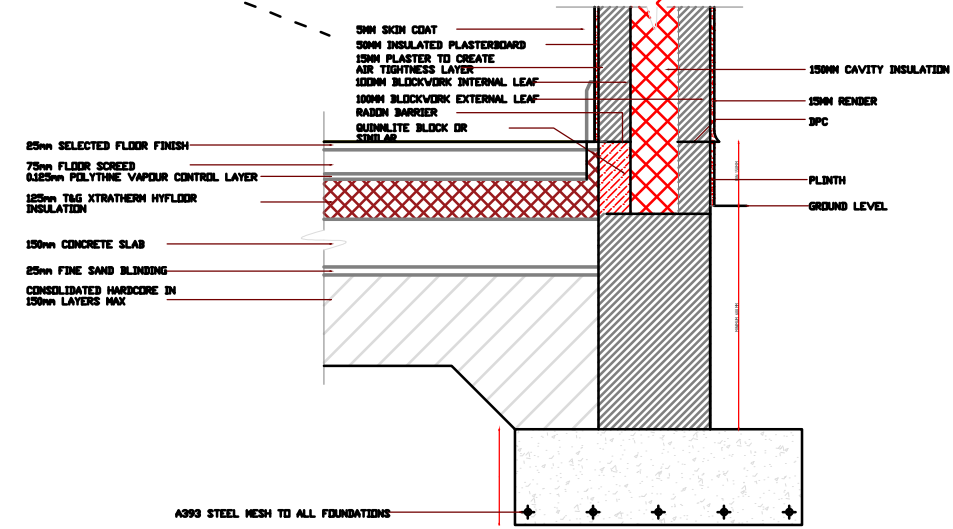 5MM SKIN COAT
50MM INSULATED PLASTERBOARD
15MM PLASTER TO CREATE
AIR TIGHTNESS LAYER
100MM BLOCKWORK INTERNAL LEAF
100MM BLOCKWORK EXTERNAL LEAF
RADON BARRIER
QUINNLITE BLOCK OR
SIMILAR
25mm SELECTED FLOOR FINISH
75mm FLOOR SCREED
0.125mm POLYTHNE VAPOUR CONTROL LAYER
125mm T&G XTRATHERM HYFLOOR
INSULATION
150mm CONCRETE SLAB
25mm FINE SAND BLINDING
CONSOLIDATED HARDCORE IN
150mm LAYERS MAX
A393 STEEL MESH TO ALL FOUNDATIONS
150MM CAVITY INSULATION
15MM RENDER
DPC
PLINTH
GROUND LEVEL